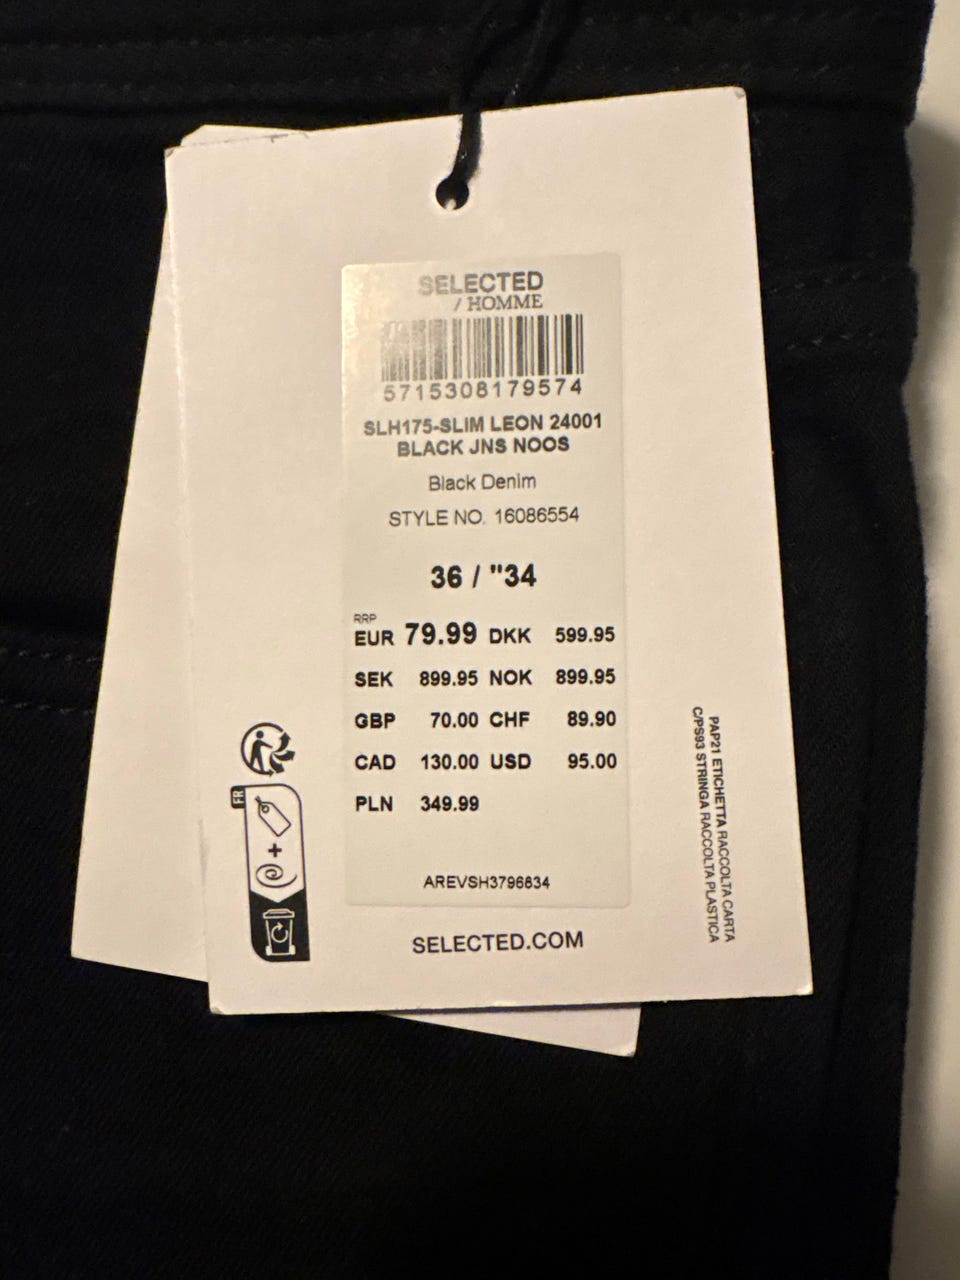 SELECTED
/ HOMME
5715308179574
SLH175-SLIM LEON 24001
BLACK JNS NOOS
Black Denim
STYLE NO. 16086554
36 / "34
RRP
EUR 79.99 DKK 599.95
SEK 899.95 NOK 899.95
GBP 70.00 CHF 89.90
CAD 130.00 USD 95.00
PLN 349.99
AREVSH3796834
SELECTED.COM
FR
+
PAP21 ETICHETTA RACCOLTA CARTA
C/PS93 STRINGA RACCOLTA PLASTICA